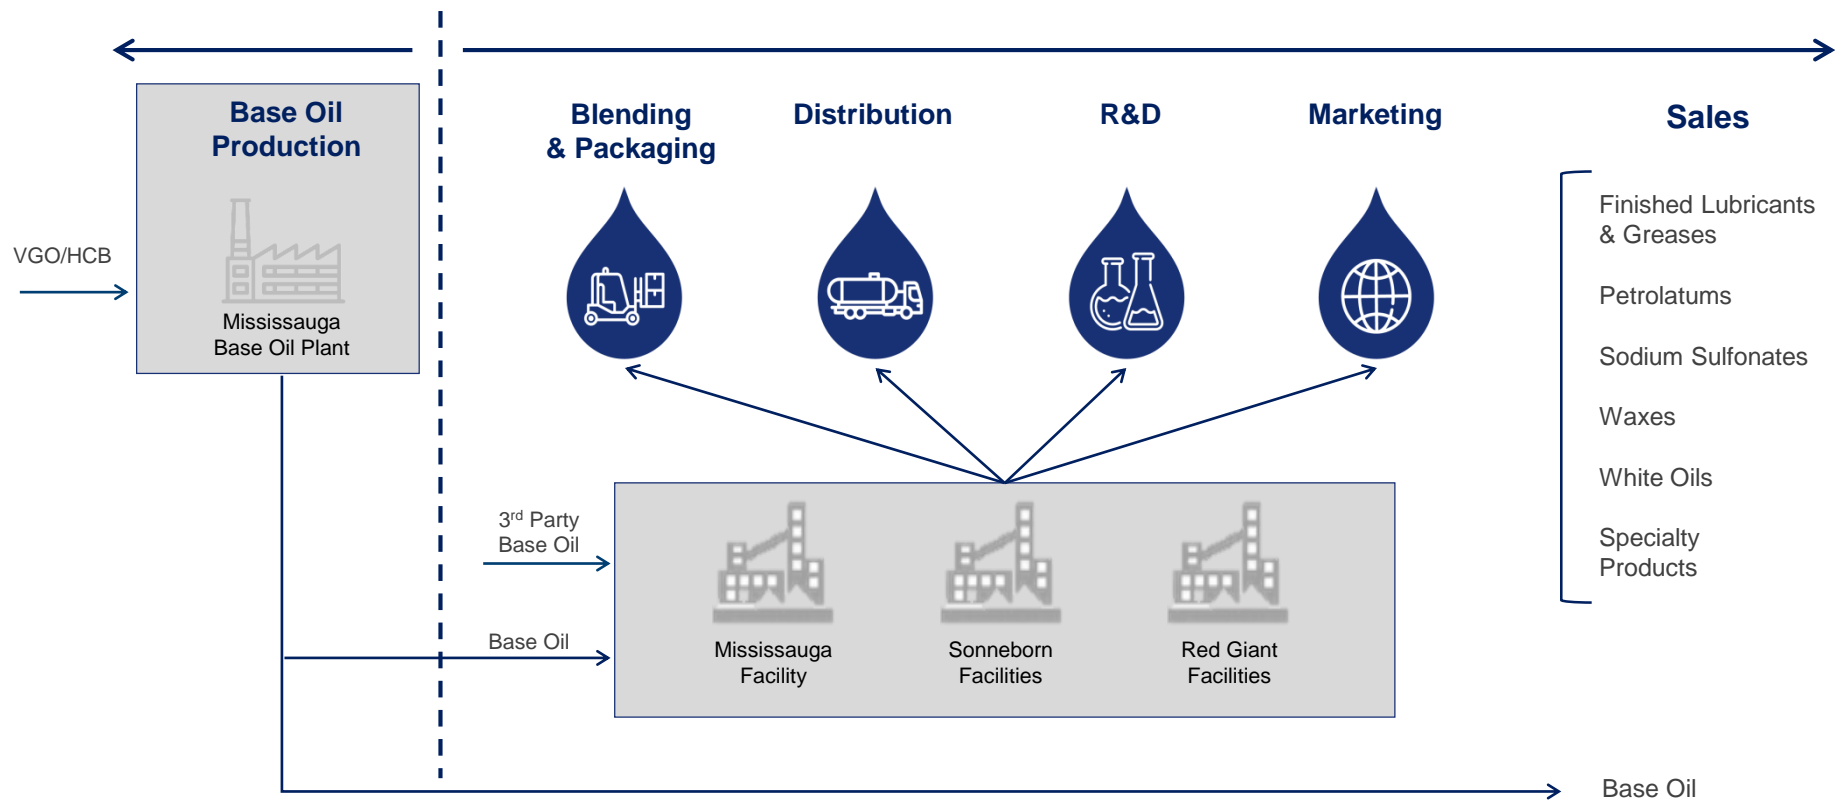 Base Oil
Production
Blending
& Packaging
Distribution
R&D
Marketing
Sales
VGO/HCB
Mississauga
Base Oil Plant
Finished Lubricants
& Greases
Petrolatums
Sodium Sulfonates
Waxes
White Oils
Specialty
Products
3rd Party
Base Oil
Base Oil
Mississauga
Facility
Sonneborn
Facilities
Red Giant
Facilities
Base Oil